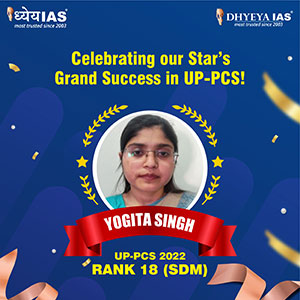 ध्येय IAS
most trusted since 2003
DHYEYA IAS
most trusted since 2003
Celebrating our Star's
Grand Success in UP-PCS!
YOGITA SINGH
UP-PCS 2022
RANK 18 (SDM)